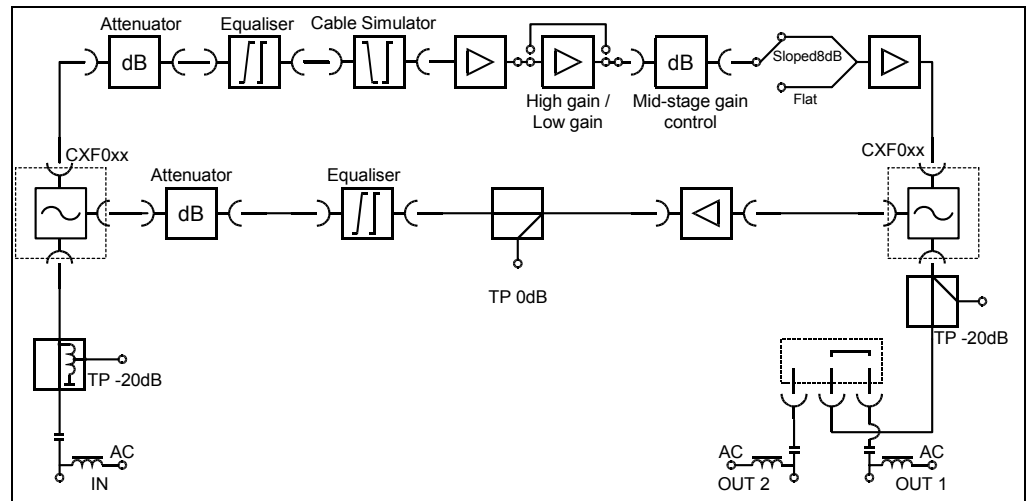 Attenuator
Equaliser
Cable Simulator
dB
dB
Sloped8dB
Flat
High gain /
Low gain
Mid-stage gain
control
CXF0xx
CXF0xx
Attenuator
Equaliser
dB
TP 0dB
TP -20dB
TP -20dB
AC
IN
AC
OUT 2
AC
OUT 1